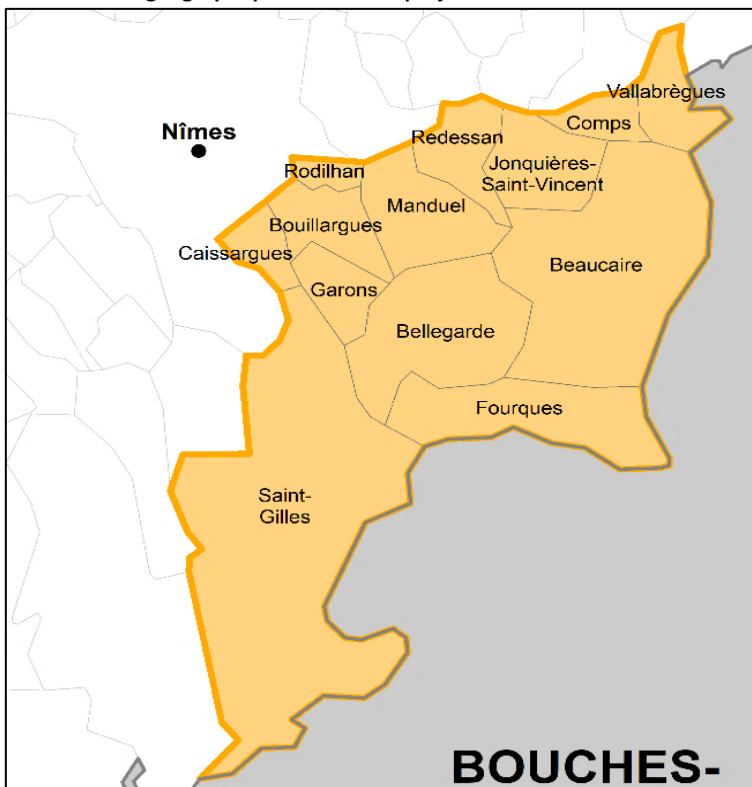 Vallabrègues
Comps
Nîmes
Redessan
Jonquières-
Saint-Vincent
Rodilhan
Manduel
Bouillargues
Caissargues
Beaucaire
Garons
Bellegarde
Fourques
Saint-
Gilles
BOUCHES-